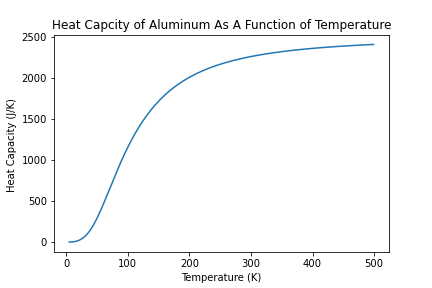 Heat Capcity of Aluminum As A Function of Temperature
2500
2000
1500
1000
500
0
Heat Capacity (J/K)
0 100 200 300 400 500
Temperature (K)